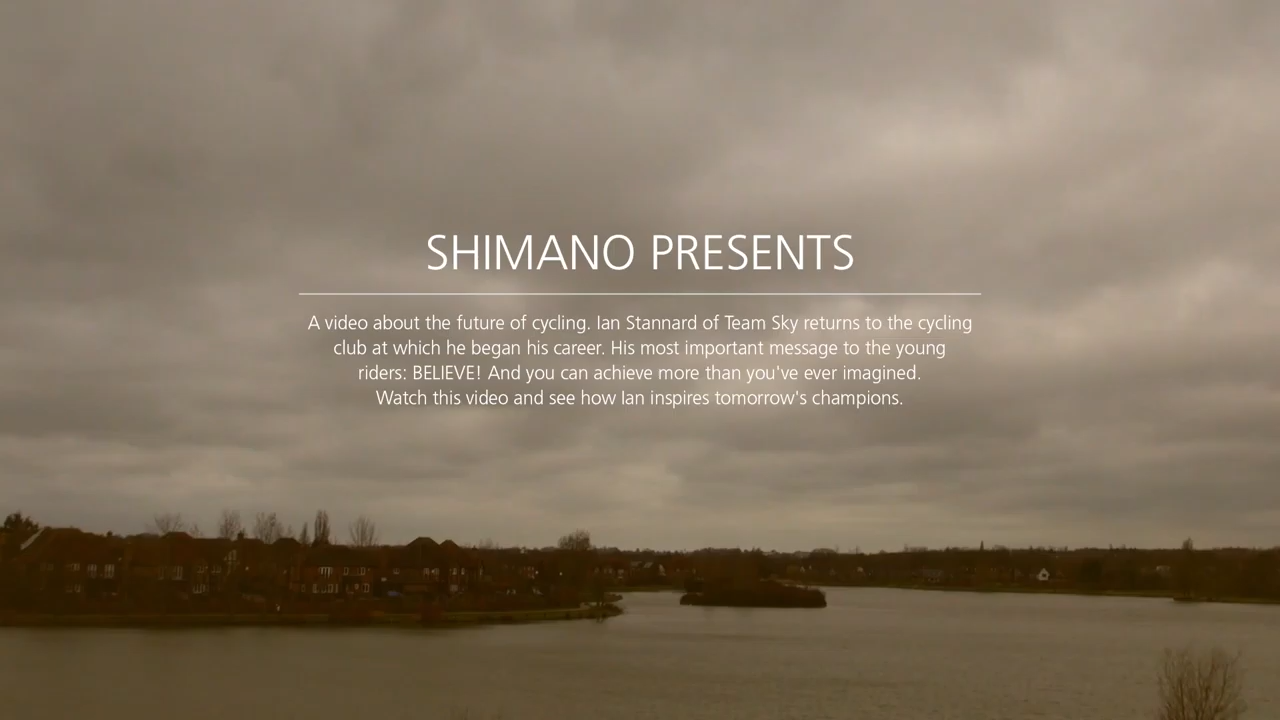 SHIMANO PRESENTS
A video about the future of cycling. Ian Stannard of Team Sky returns to the cycling
club at which he began his career. His most important message to the young
riders: BELIEVE! And you can achieve more than you've ever imagined.
Watch this video and see how Ian inspires tomorrow's champions.